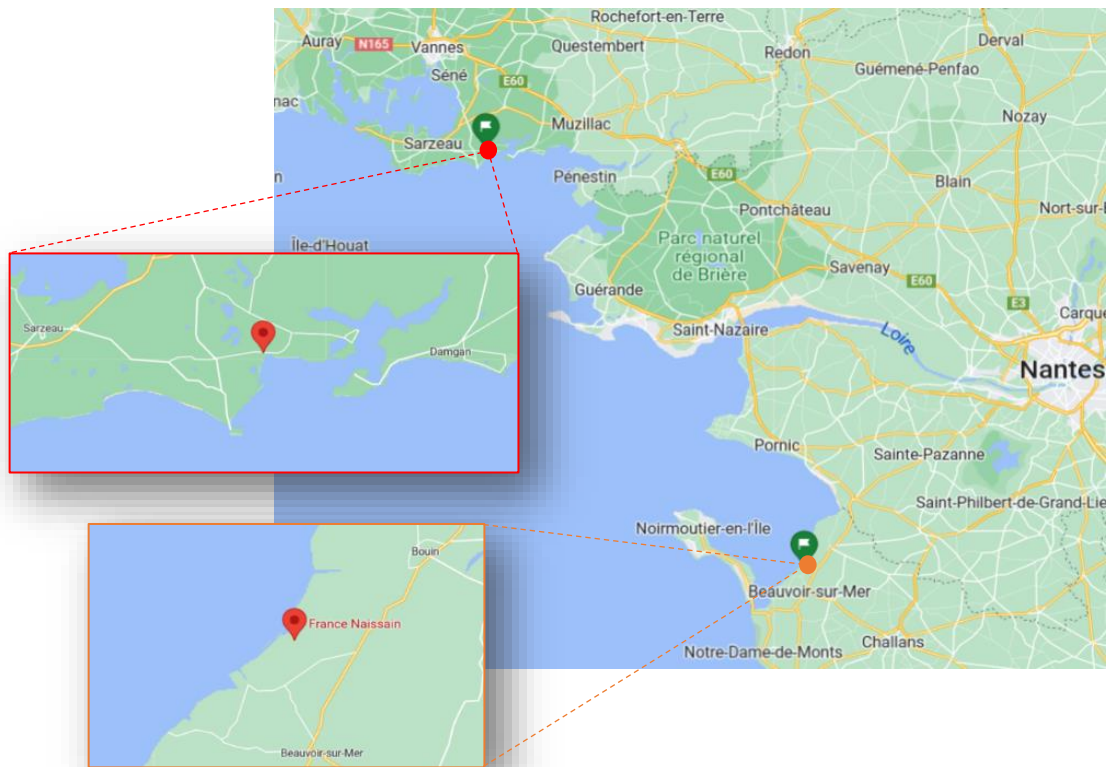 Rochefort-en-Terre
Auray
N165
Vannes
Questembert
Redon
Derval
Guémené-Penfao
Séné
E60
nac
Nozay
Muzillac
Sarzeau
Pénestin
E60
n
Blain
Pontchâteau
Nort-sur-
Île-d'Houat
Parc naturel
régional
de Brière
Savenay
E60
Guérande
E3
Carque
Saint-Nazaire
Loire
Nantes
Sarzeau
Damgan
Pornic
Sainte-Pazanne
Saint-Philbert-de-Grand-Lie
Noirmoutier-en-l'Île
Beauvoir-sur-Mer
Challans
Notre-Dame-de-Monts
Bouin
France Naissain
Beauvoir-sur-Mer